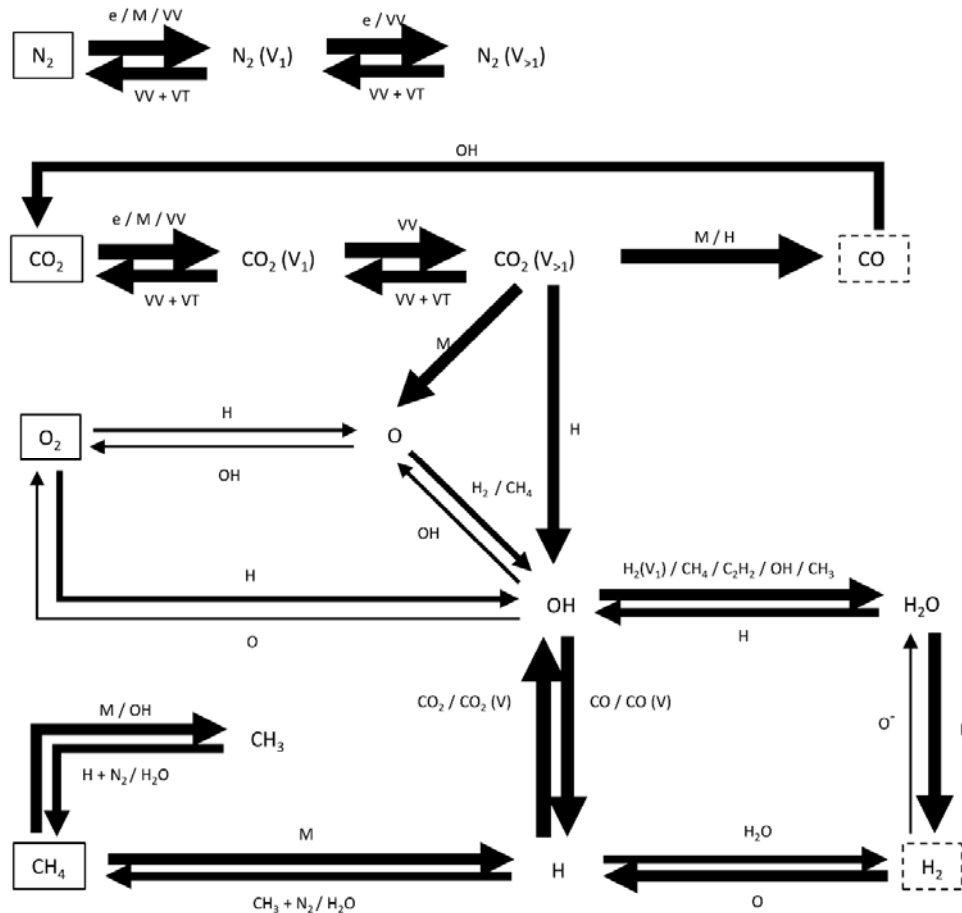 e / M / VV
e / VV
N₂
N₂ (V₁)
N₂ (V>₁)
VV + VT
VV + VT
OH
e / M / VV
VV
M / H
CO₂
CO₂ (V₁)
CO₂ (V>₁)
CO
VV + VT
VV + VT
M
H
O₂
O
H
OH
H₂ / CH₄
OH
H
H₂(V₁) / CH₄ / C₂H₂ / OH / CH₃
OH
H₂O
O
H
CO₂ / CO₂ (V)
CO / CO (V)
O⁻
M / OH
CH₃
H + N₂ / H₂O
M
H₂O
CH₄
H
H₂
CH₃ + N₂ / H₂O
O